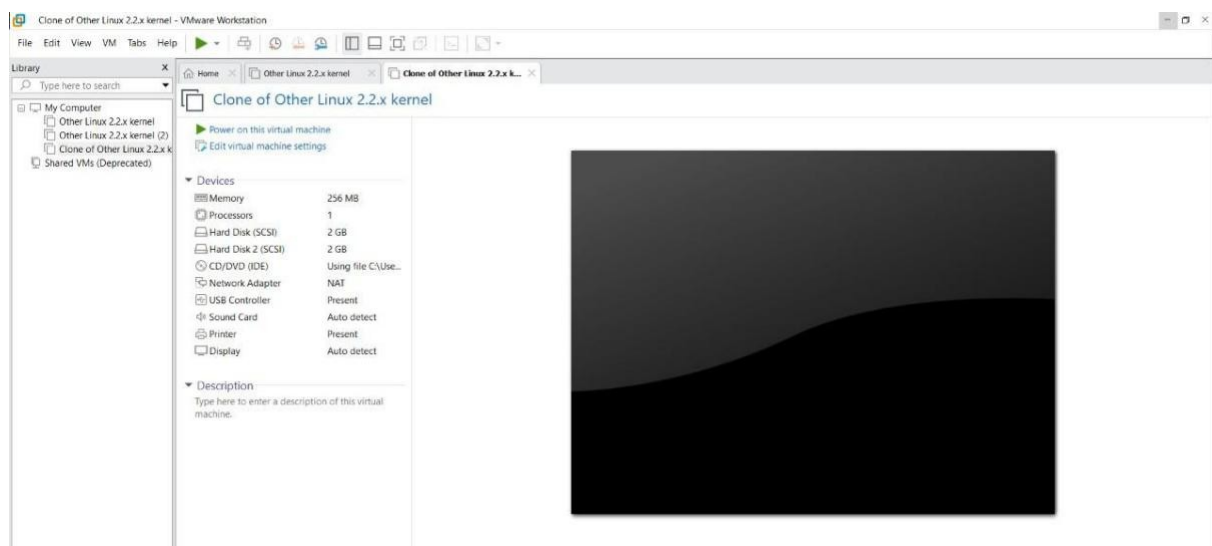 Clone of Other Linux 2.2.x kernel - VMware Workstation
File Edit View VM Tabs Help
Library X
Type here to search
My Computer
Other Linux 2.2.x kernel
Other Linux 2.2.x kernel (2)
Clone of Other Linux 2.2.x k
Shared VMs (Deprecated)
Home Other Linux 2.2.x kernel Clone of Other Linux 2.2.x k...
Clone of Other Linux 2.2.x kernel
Power on this virtual machine
Edit virtual machine settings
Devices
Memory 256 MB
Processors 1
Hard Disk (SCSI) 2 GB
Hard Disk 2 (SCSI) 2 GB
CD/DVD (IDE) Using file C:\Use...
Network Adapter NAT
USB Controller Present
Sound Card Auto detect
Printer Present
Display Auto detect
Description
Type here to enter a description of this virtual
machine.